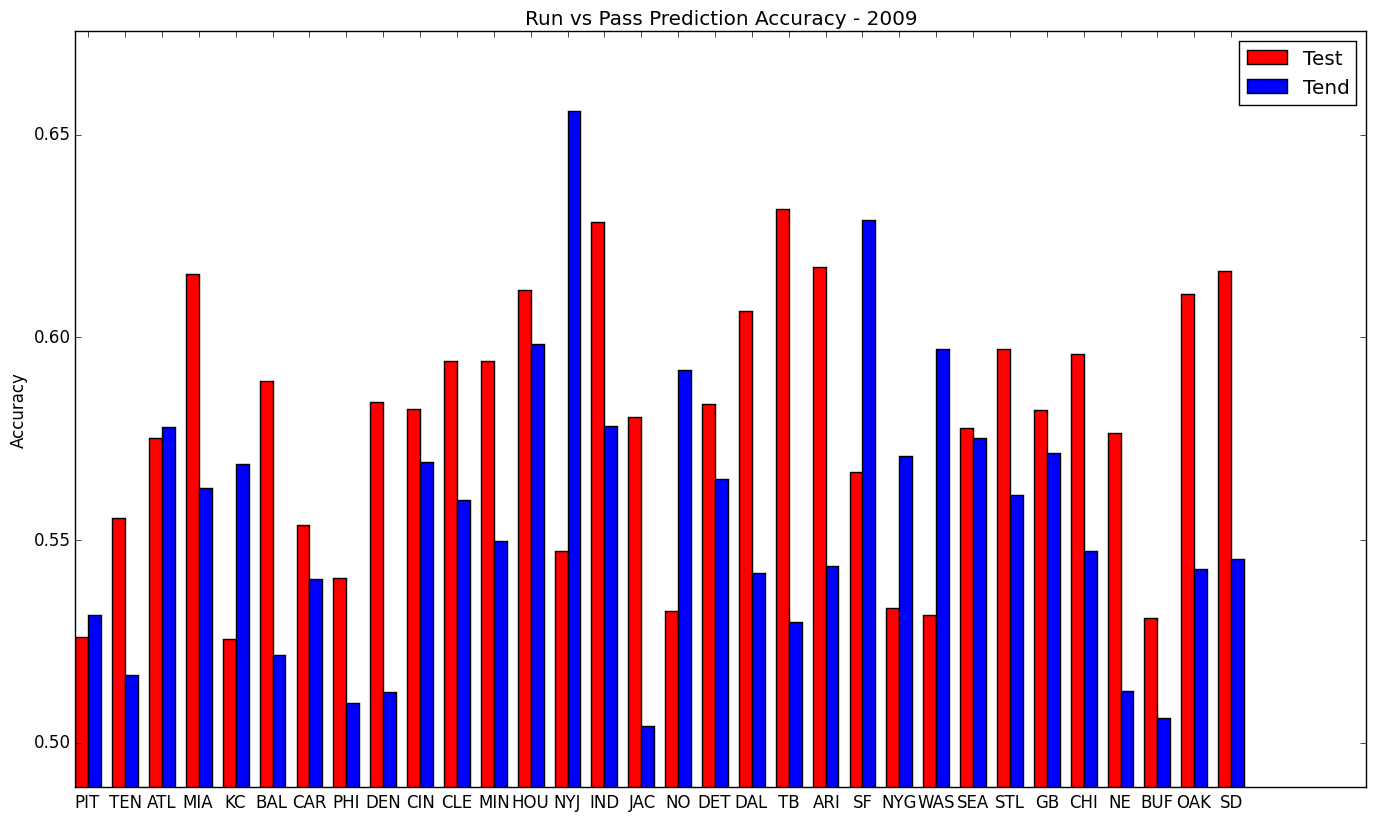 Run vs Pass Prediction Accuracy - 2009
Test
Tend
0.65
0.60
0.55
0.50
Accuracy
PIT TEN ATL MIA KC BAL CAR PHI DEN CIN CLE MIN HOU NYJ IND JAC NO DET DAL TB ARI SF NYG WAS SEA STL GB CHI NE BUF OAK SD